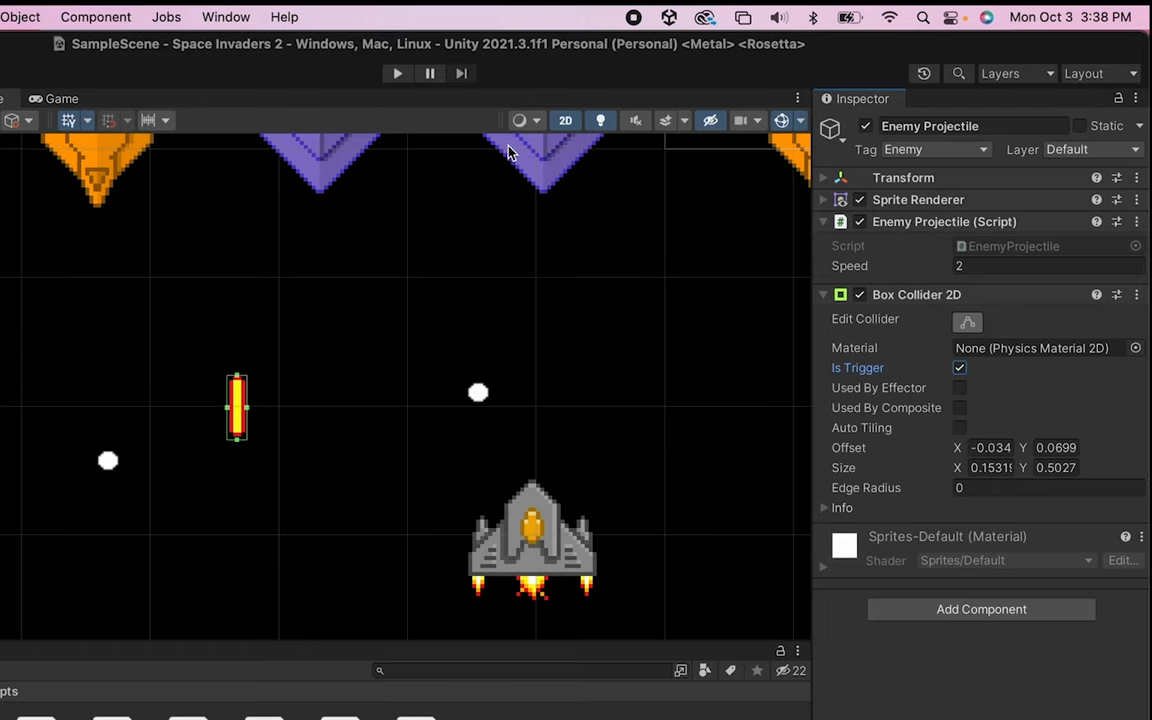 Object Component Jobs Window Help Mon Oct 3 3:38 PM
SampleScene - Space Invaders 2 - Windows, Mac, Linux - Unity 2021.3.1f1 Personal (Personal) <Metal> <Rosetta>
Layers Layout
Game Inspector
2D
Enemy Projectile Static
Tag Enemy Layer Default
Transform
Sprite Renderer
# Enemy Projectile (Script)
Script EnemyProjectile
Speed 2
Box Collider 2D
Edit Collider
Material None (Physics Material 2D)
Is Trigger
Used By Effector
Used By Composite
Auto Tiling
Offset X -0.034 Y 0.0699
Size X 0.1531 Y 0.5027
Edge Radius 0
Info
Sprites-Default (Material)
Shader Sprites/Default Edit...
Add Component
22
pts